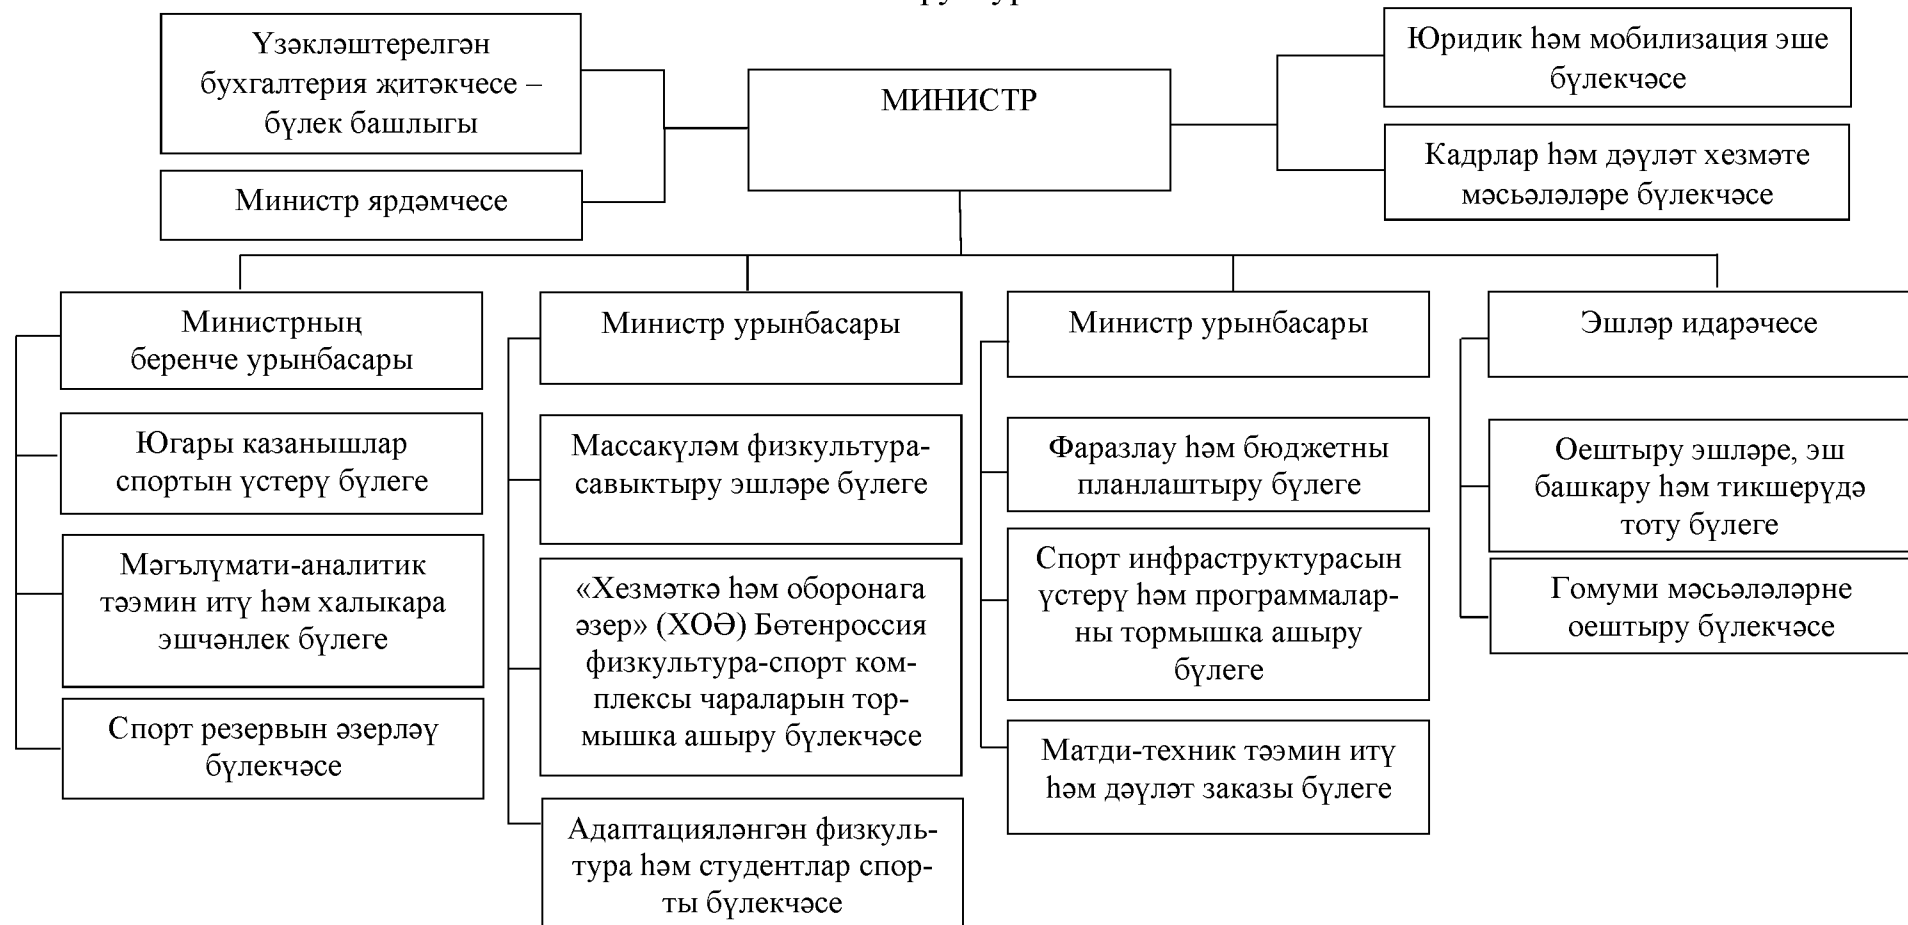 Үзәкләштерелгән
бухгалтерия җитәкчесе –
бүлек башлыгы
Министр ярдәмчесе
МИНИСТР
Юридик һәм мобилизация эше
бүлекчәсе
Кадрлар һәм дәүләт хезмәте
мәсьәләләре бүлекчәсе
Министрның
беренче урынбасары
Югары казанышлар
спортын үстерү бүлеге
Мәгълүмати-аналитик
тәэмин итү һәм халыкара
эшчәнлек бүлеге
Спорт резервын әзерләү
бүлекчәсе
Министр урынбасары
Массакүләм физкультура-
савыктыру эшләре бүлеге
«Хезмәткә һәм оборонага
әзер» (ХОӘ) Бөтенроссия
физкультура-спорт ком-
плексы чараларын тор-
мышка ашыру бүлекчәсе
Адаптацияләнгән физкуль-
тура һәм студентлар спор-
ты бүлекчәсе
Министр урынбасары
Фаразлау һәм бюджетны
планлаштыру бүлеге
Спорт инфраструктурасын
үстерү һәм программалар-
ны тормышка ашыру
бүлеге
Матди-техник тәэмин итү
һәм дәүләт заказы бүлеге
Эшләр идарәчесе
Оештыру эшләре, эш
башкару һәм тикшерүдә
тоту бүлеге
Гомуми мәсьәләләрне
оештыру бүлекчәсе